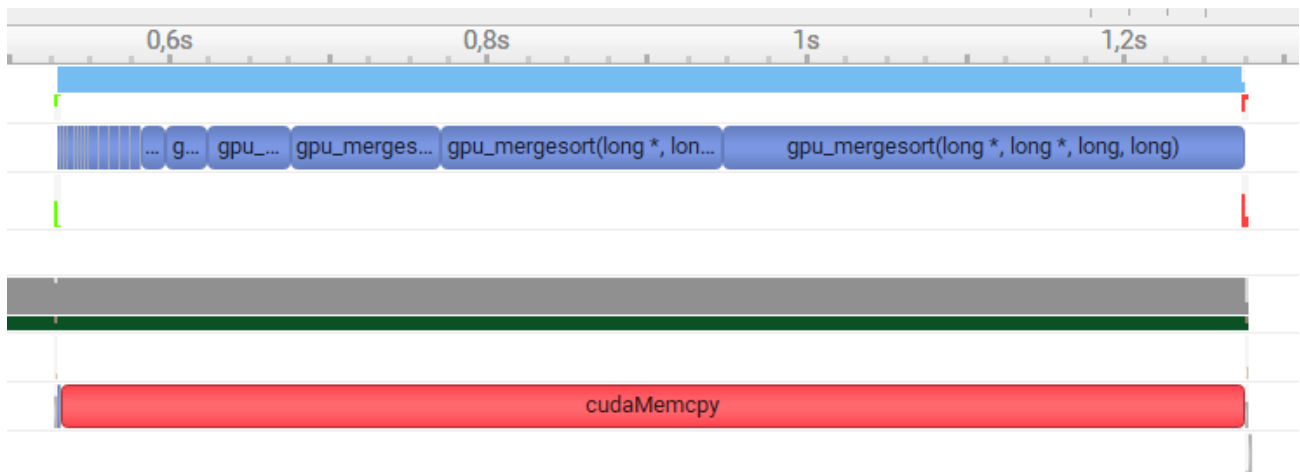 0,6s 0,8s 1s 1,2s
... g... gpu_... gpu_merges... gpu_mergesort(long *, lon... gpu_mergesort(long *, long *, long, long)
cudaMemcpy